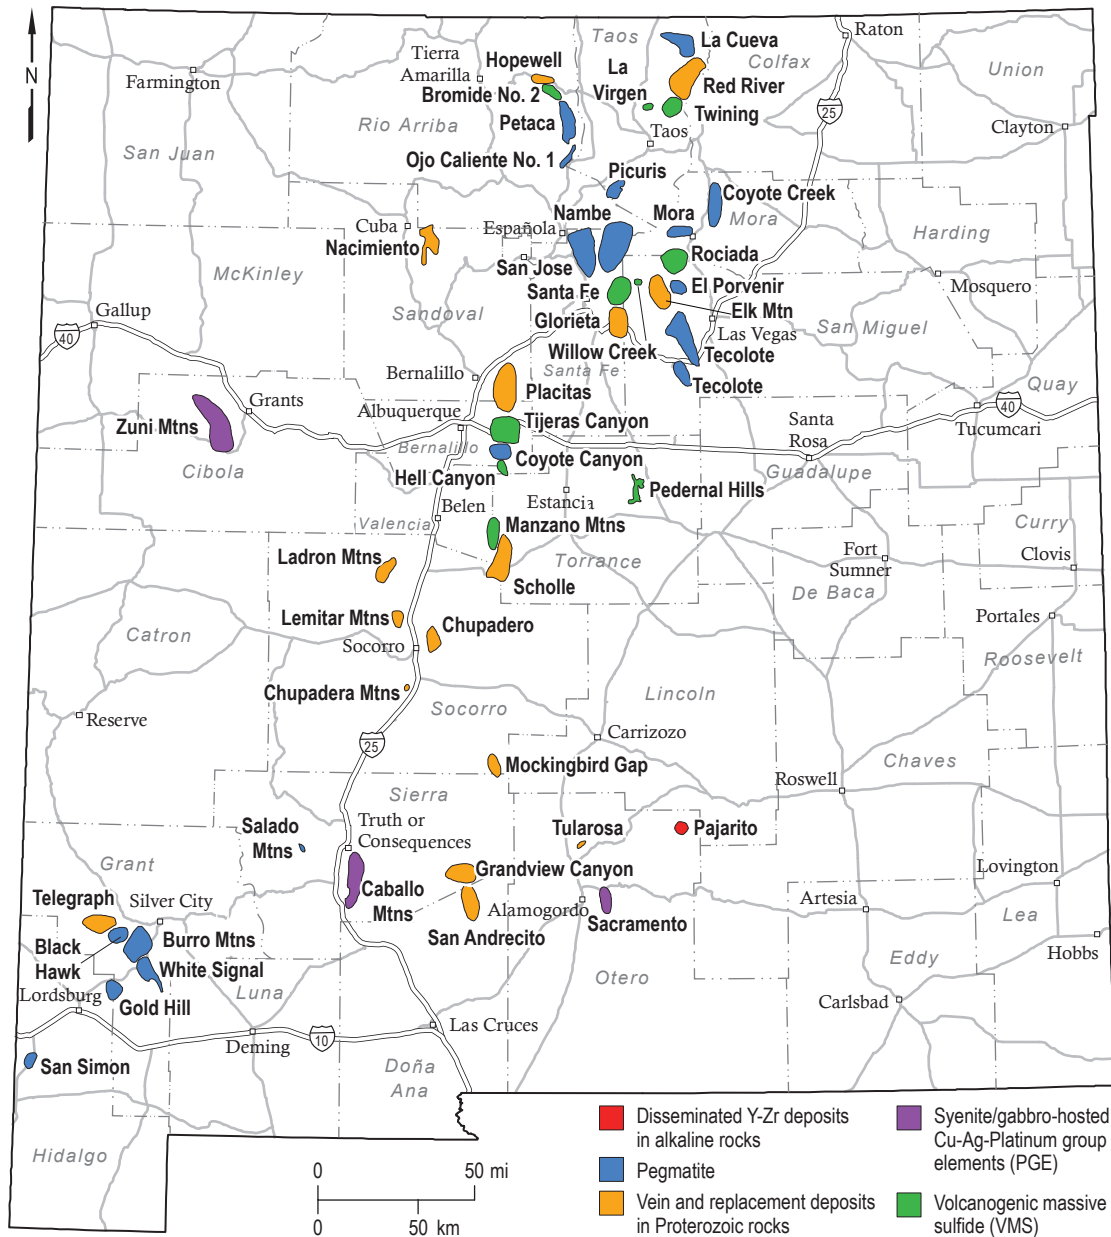 N
Farmington
Tierra
Amarilla
Taos
La Cueva
Raton
Colfax
Union
Hopewell
La
Virgen
Red River
Bromide No. 2
Twining
25
Rio Arriba
Petaca
Taos
Clayton
San Juan
Ojo Caliente No. 1
Picuris
Coyote Creek
Nambe
Mora
Mora
Cuba
Española
Harding
Nacimiento
Rociada
San Jose
McKinley
El Porvenir
Mosquero
Santa Fe
Elk Mtn
Gallup
Sandoval
Glorieta
Las Vegas
San Miguel
40
Willow Creek
Tecolote
Santa Fe
Bernalillo
Tecolote
Quay
Placitas
Grants
Albuquerque
40
Zuni Mtns
Tijeras Canyon
Santa
Rosa
Tucumcari
Bernalillo
Coyote Canyon
Cibola
Hell Canyon
Guadalupe
Pedernal Hills
Belen
Estancia
Valencia
Manzano Mtns
Curry
Ladron Mtns
Torrance
Fort
Sumner
Clovis
Scholle
De Baca
Lemitar Mtns
Chupadero
Portales
Catron
Socorro
Roosevelt
Chupadera Mtns
Lincoln
Socorro
Reserve
Carrizozo
25
Mockingbird Gap
Chaves
Roswell
Sierra
Salado
Mtns
Truth or
Consequences
Tularosa
Pajarito
Grant
Grandview Canyon
Lovington
Telegraph
Silver City
Caballo
Mtns
Alamogordo
Artesia
Sacramento
Lea
San Andrecito
Black
Hawk
Burro Mtns
Hobbs
White Signal
Otero
Eddy
Lordsburg
Luna
Gold Hill
Carlsbad
Las Cruces
10
Deming
San Simon
Doña
Ana
Hidalgo
Disseminated Y-Zr deposits
in alkaline rocks
Pegmatite
Vein and replacement deposits
in Proterozoic rocks
Syenite/gabbro-hosted
Cu-Ag-Platinum group
elements (PGE)
Volcanogenic massive
sulfide (VMS)
0 50 mi
0 50 km